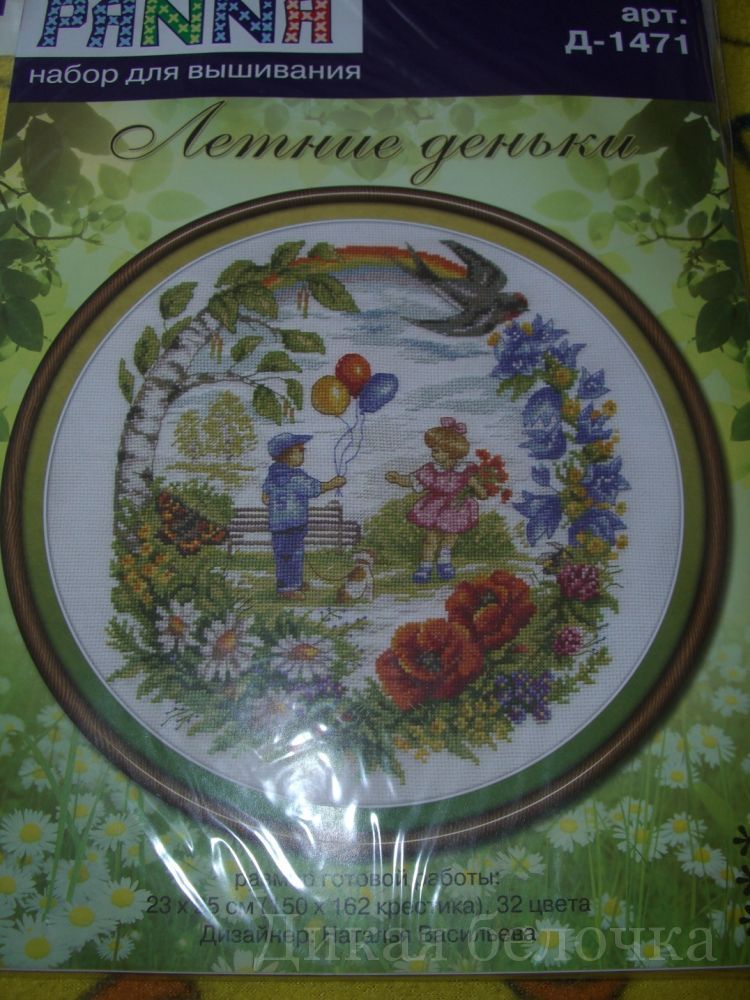 PANNA
набор для вышивания
арт.
Д-1471
Летние деньки
размер готовой работы:
23 x 25 см (150 x 162 крестика), 32 цвета
Дизайнер: Наталья Васильева
Дикая белочка